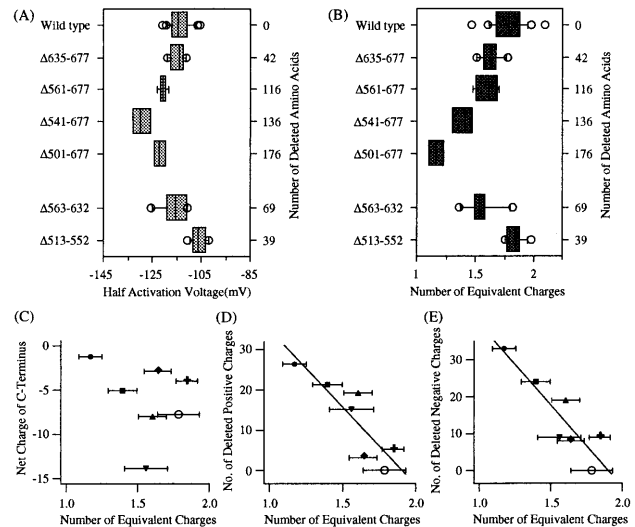 (A)
Wild type
Δ635-677
Δ561-677
Δ541-677
Δ501-677
Δ563-632
Δ513-552
0
42
116
136
176
69
39
Number of Deleted Amino Acids
-145 -125 -105 -85
Half Activation Voltage(mV)
(B)
Wild type
Δ635-677
Δ561-677
Δ541-677
Δ501-677
Δ563-632
Δ513-552
0
42
116
136
176
69
39
Number of Deleted Amino Acids
1 1.5 2
Number of Equivalent Charges
(C)
Net Charge of C-Terminus
0
-5
-10
-15
1.0 1.5 2.0
Number of Equivalent Charges
(D)
No. of Deleted Positive Charges
30
20
10
0
1.0 1.5 2.0
Number of Equivalent Charges
(E)
No. of Deleted Negative Charges
30
20
10
0
1.0 1.5 2.0
Number of Equivalent Charges